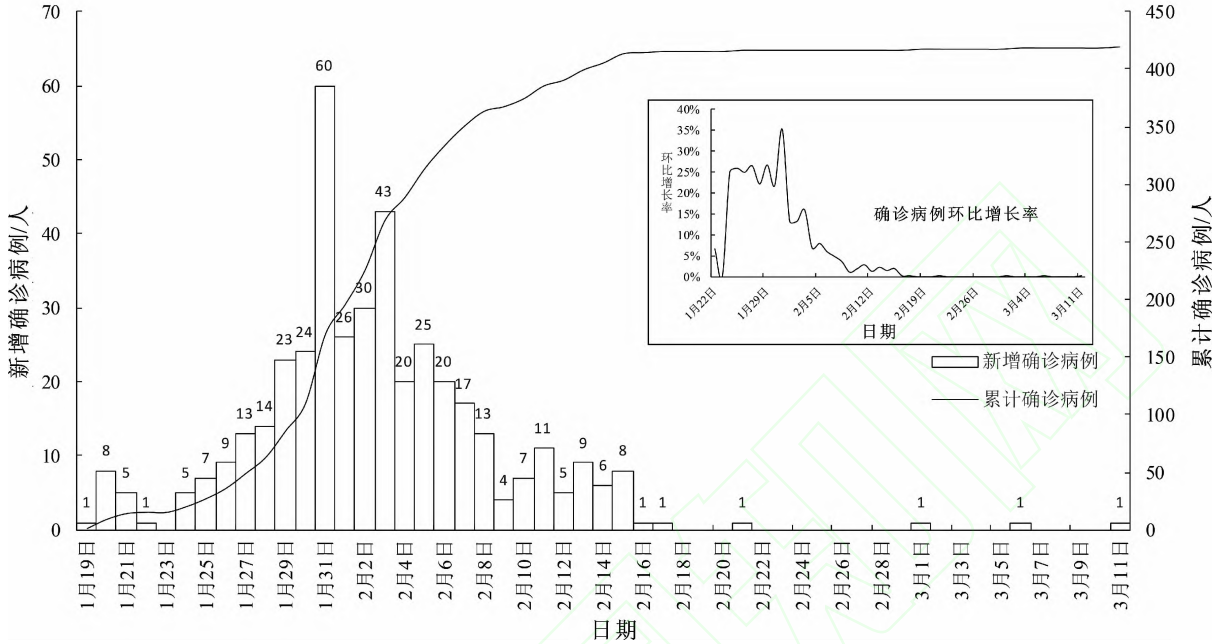 70
60
50
40
30
20
10
0
新增确诊病例/人
450
400
350
300
250
200
150
100
50
0
累计确诊病例/人
1
8
5
1
5
7
9
13
14
23
24
60
26
30
43
20
25
20
17
13
4
7
11
5
9
6
8
1
1
1
1
1
1
40%
35%
30%
25%
20%
15%
10%
5%
0%
环比增长率
确诊病例环比增长率
1月22日
1月29日
2月5日
2月12日
2月19日
2月26日
3月4日
3月11日
日期
新增确诊病例
累计确诊病例
1月19日
1月21日
1月23日
1月25日
1月27日
1月29日
1月31日
2月2日
2月4日
2月6日
2月8日
2月10日
2月12日
2月14日
2月16日
2月18日
2月20日
2月22日
2月24日
2月26日
2月28日
3月1日
3月3日
3月5日
3月7日
3月9日
3月11日
日期